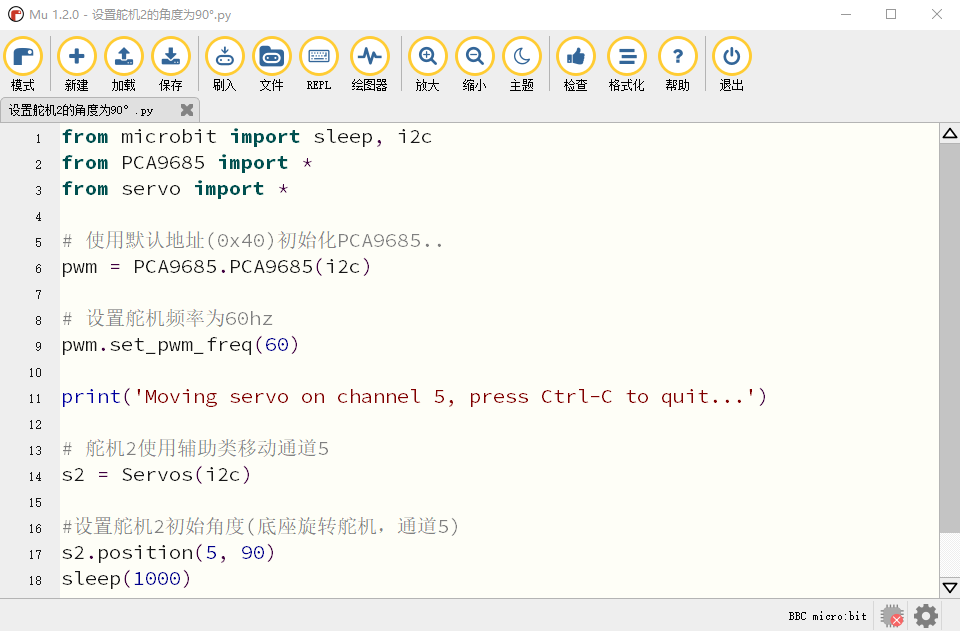 Mu 1.2.0 - 设置舵机2的角度为90°.py
模式 新建 加载 保存 刷入 文件 REPL 绘图器 放大 缩小 主题 检查 格式化 帮助 退出
设置舵机2的角度为90°.py
1 from microbit import sleep, i2c
2 from PCA9685 import *
3 from servo import *
4
5 # 使用默认地址(0x40)初始化PCA9685..
6 pwm = PCA9685.PCA9685(i2c)
7
8 # 设置舵机频率为60hz
9 pwm.set_pwm_freq(60)
10
11 print('Moving servo on channel 5, press Ctrl-C to quit...')
12
13 # 舵机2使用辅助类移动通道5
14 s2 = Servos(i2c)
15
16 #设置舵机2初始角度(底座旋转舵机，通道5)
17 s2.position(5, 90)
18 sleep(1000)
BBC micro:bit